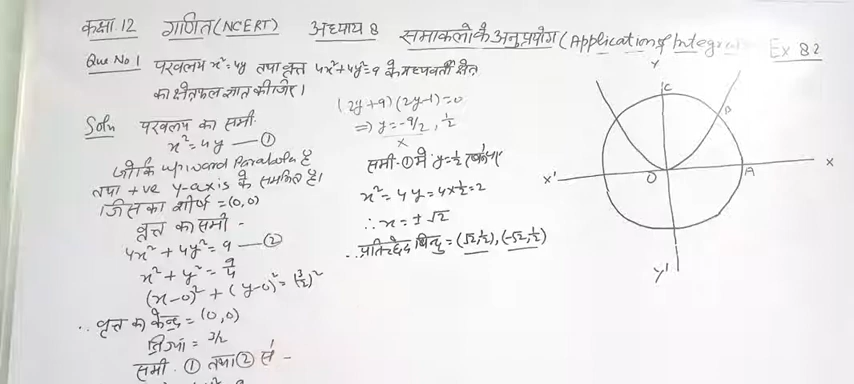 कक्षा.12 गणित(NCERT) अध्याय 8 समाकलो के अनुप्रयोग (Application of Integra Ex 8.2
Que No 1 परवलय x²=4y तथा वृत्त 4x²+4y²=9 के मध्यवर्ती क्षेत्र
का क्षेत्रफल ज्ञात कीजिए।
Soln परवलय का समी.
x²=4y —①
जोकि upward Parabola है
तथा +ve y-axis के सममित है।
जिसका शीर्ष =(0,0)
वृत्त का समी -
4x²+4y²=9 —②
x²+y²=9/4
(x-0)²+(y-0)²=(3/2)²
∴ वृत्त का केन्द्र =(0,0)
त्रिज्या = 3/2
समी. ① तथा ② से -
(2y+9)(2y-1)=0
⇒ y=-9/2, 1/2
x
समी.① में y=1/2
x²=4y=4×1/2=2
∴ x=±√2
∴ प्रतिच्छेद बिन्दु =(√2,1/2),(-√2,1/2)
Y
C
B
X'
O
A
X
Y'